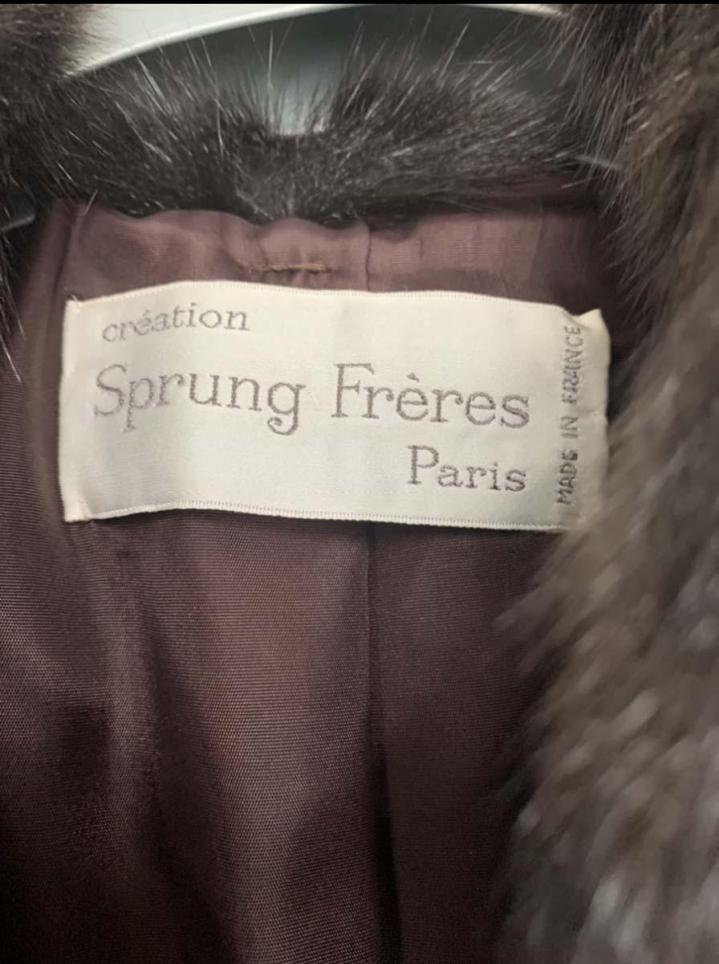 création
Sprung Frères
Paris
MADE IN FRANCE